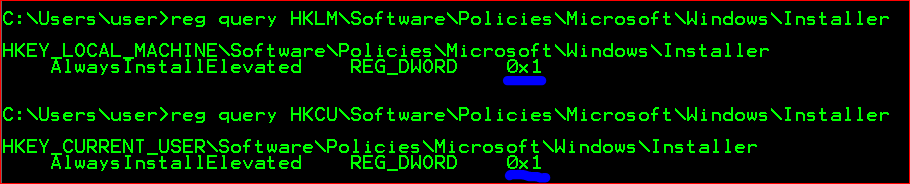 C:\Users\user>reg query HKLM\Software\Policies\Microsoft\Windows\Installer
HKEY_LOCAL_MACHINE\Software\Policies\Microsoft\Windows\Installer
AlwaysInstallElevated    REG_DWORD    0x1
C:\Users\user>reg query HKCU\Software\Policies\Microsoft\Windows\Installer
HKEY_CURRENT_USER\Software\Policies\Microsoft\Windows\Installer
AlwaysInstallElevated    REG_DWORD    0x1